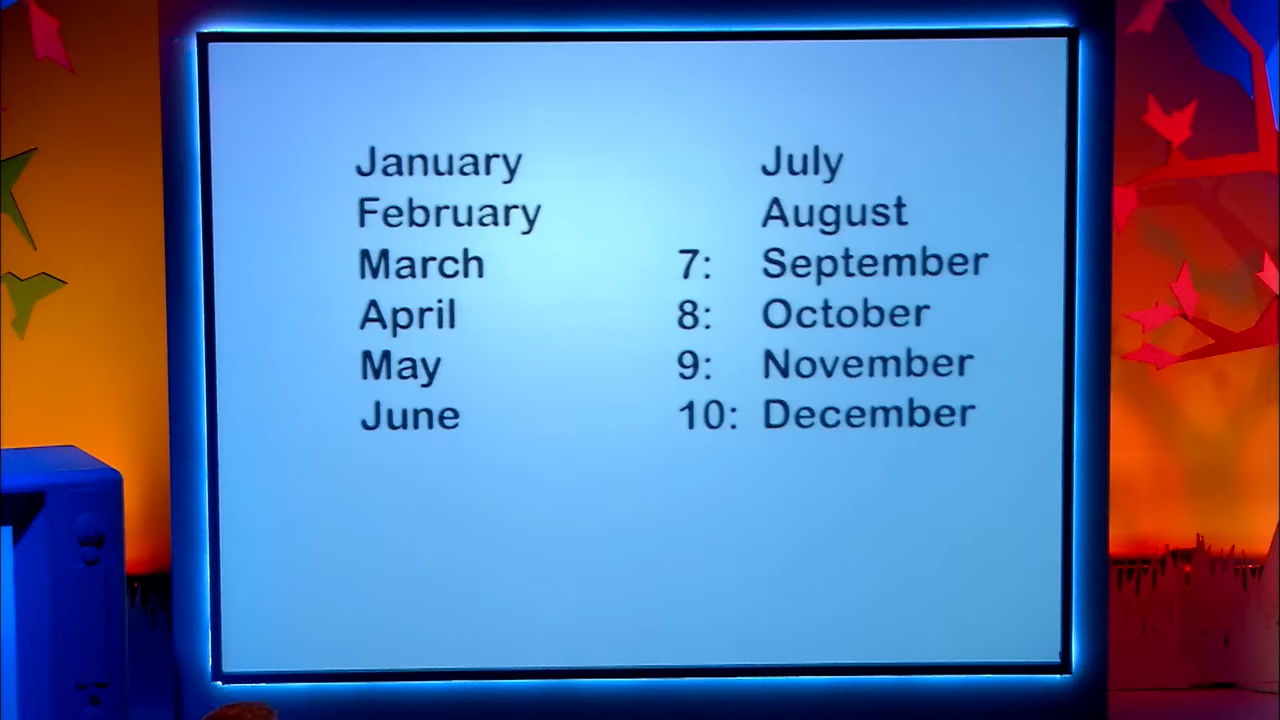 January
February
March
April
May
June
July
August
7: September
8: October
9: November
10: December